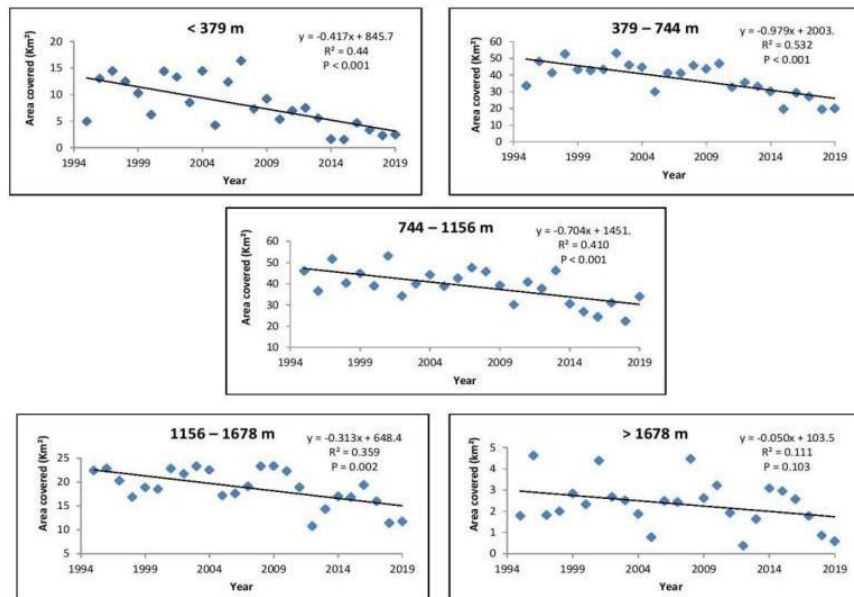 < 379 m
y = -0.417x + 845.7
R² = 0.44
P < 0.001
Area covered (Km²)
20
15
10
5
0
1994 1999 2004 2009 2014 2019
Year
379 – 744 m
y = -0.979x + 2003.
R² = 0.532
P < 0.001
Area covered (Km²)
60
50
40
30
20
10
0
1994 1999 2004 2009 2014 2019
Year
744 – 1156 m
y = -0.704x + 1451.
R² = 0.410
P < 0.001
Area covered (Km²)
60
50
40
30
20
10
1994 1999 2004 2009 2014 2019
Year
1156 – 1678 m
y = -0.313x + 648.4
R² = 0.359
P = 0.002
Area covered (Km²)
25
20
15
10
5
1994 1999 2004 2009 2014 2019
Year
> 1678 m
y = -0.050x + 103.5
R² = 0.111
P = 0.103
Area covered (km²)
5
4
3
2
1
0
1994 1999 2004 2009 2014 2019
Year